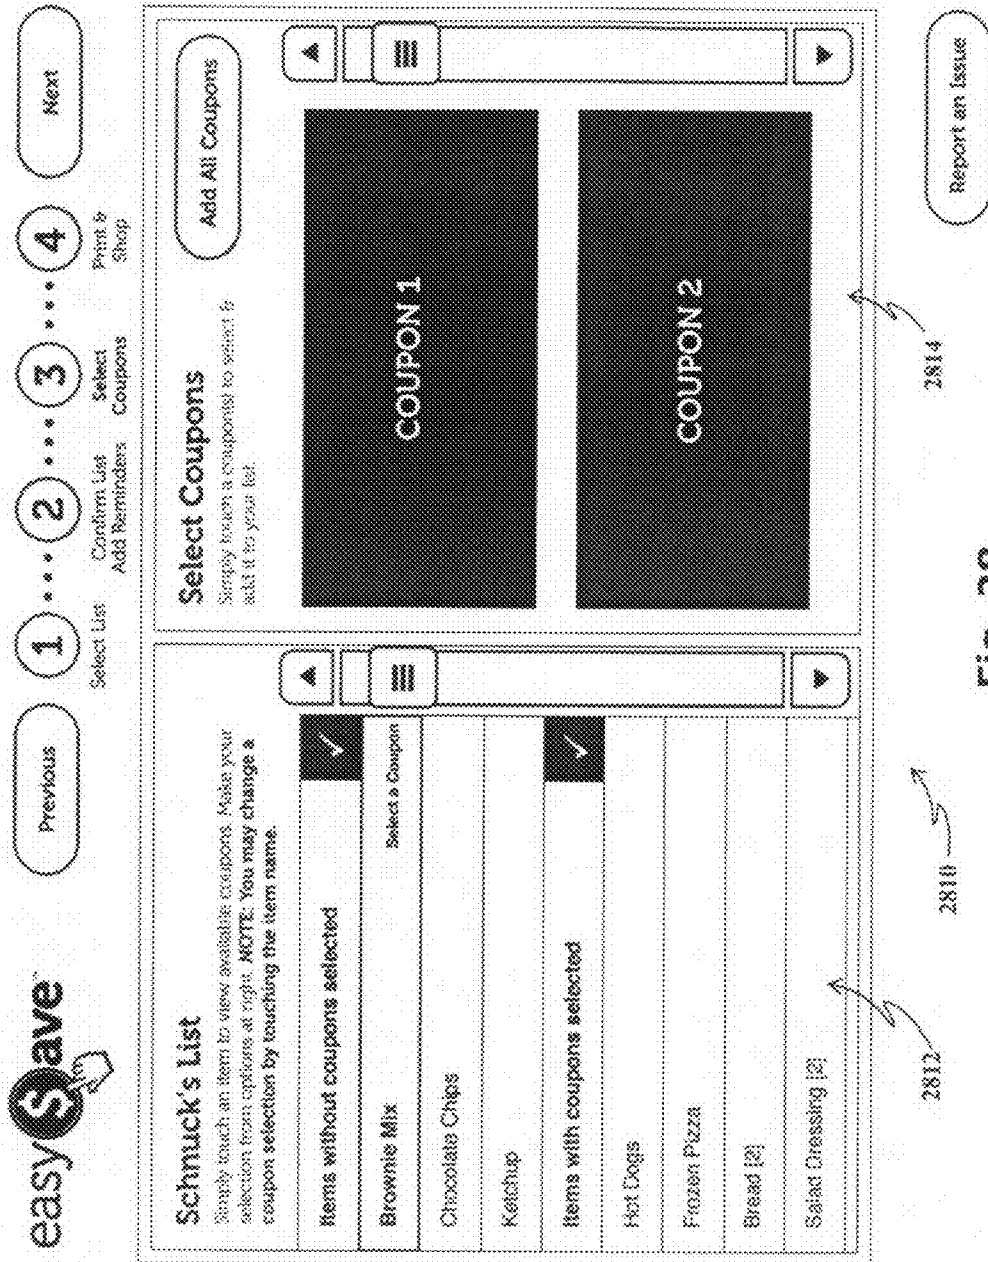 easy$ave™
Previous
1
2
3
4
Next
Select List
Confirm List
Add Reminders
Select
Coupons
Print &
Shop
Schnuck's List
Simply touch an item to view available coupons. Make your
selection from options at right. NOTE: You may change a
coupon selection by touching the item name.
Items without coupons selected
Brownie Mix
Select a Coupon
Chocolate Chips
Ketchup
Items with coupons selected
Hot Dogs
Frozen Pizza
Bread [2]
Salad Dressing [2]
Select Coupons
Simply touch a coupon(s) to select &
add it to your list.
Add All Coupons
COUPON 1
COUPON 2
2812
2810
2814
Report an Issue